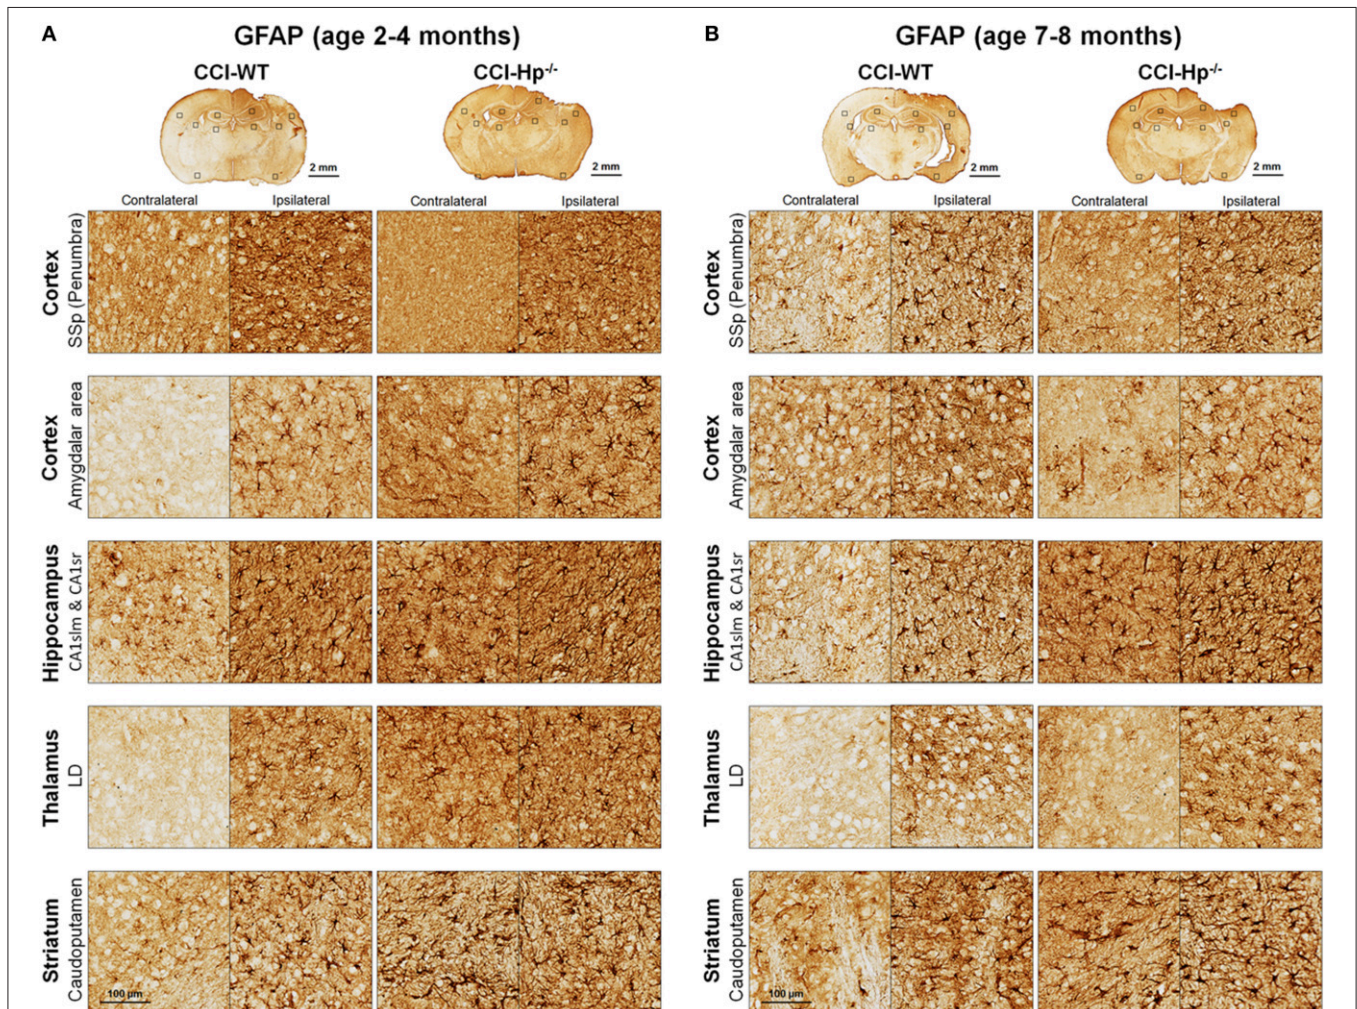 A
GFAP (age 2-4 months)
CCI-WT
CCI-Hp-/-
2 mm
2 mm
Contralateral
Ipsilateral
Contralateral
Ipsilateral
Cortex
SSp (Penumbra)
Cortex
Amygdalar area
Hippocampus
CA1slm & CA1sr
Thalamus
LD
Striatum
Caudoputamen
100 µm
B
GFAP (age 7-8 months)
CCI-WT
CCI-Hp-/-
2 mm
2 mm
Contralateral
Ipsilateral
Contralateral
Ipsilateral
Cortex
SSp (Penumbra)
Cortex
Amygdalar area
Hippocampus
CA1slm & CA1sr
Thalamus
LD
Striatum
Caudoputamen
100 µm